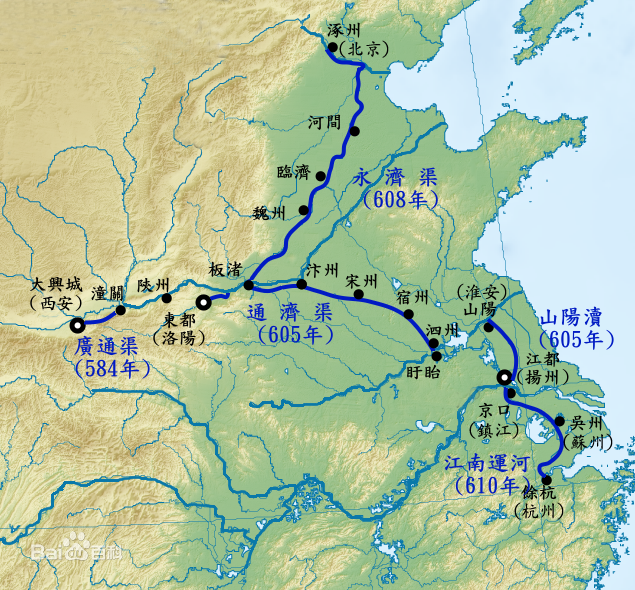 涿州
(北京)
河間
臨濟
永濟渠
(608年)
魏州
板渚
汴州
大興城
(西安)
潼關
陜州
宋州
(淮安)
山陽
宿州
東都
(洛陽)
通濟渠
(605年)
山陽瀆
(605年)
廣通渠
(584年)
泗州
盱眙
江都
(揚州)
京口
(鎮江)
吳州
(蘇州)
江南運河
(610年)
餘杭
(杭州)
Bai百科